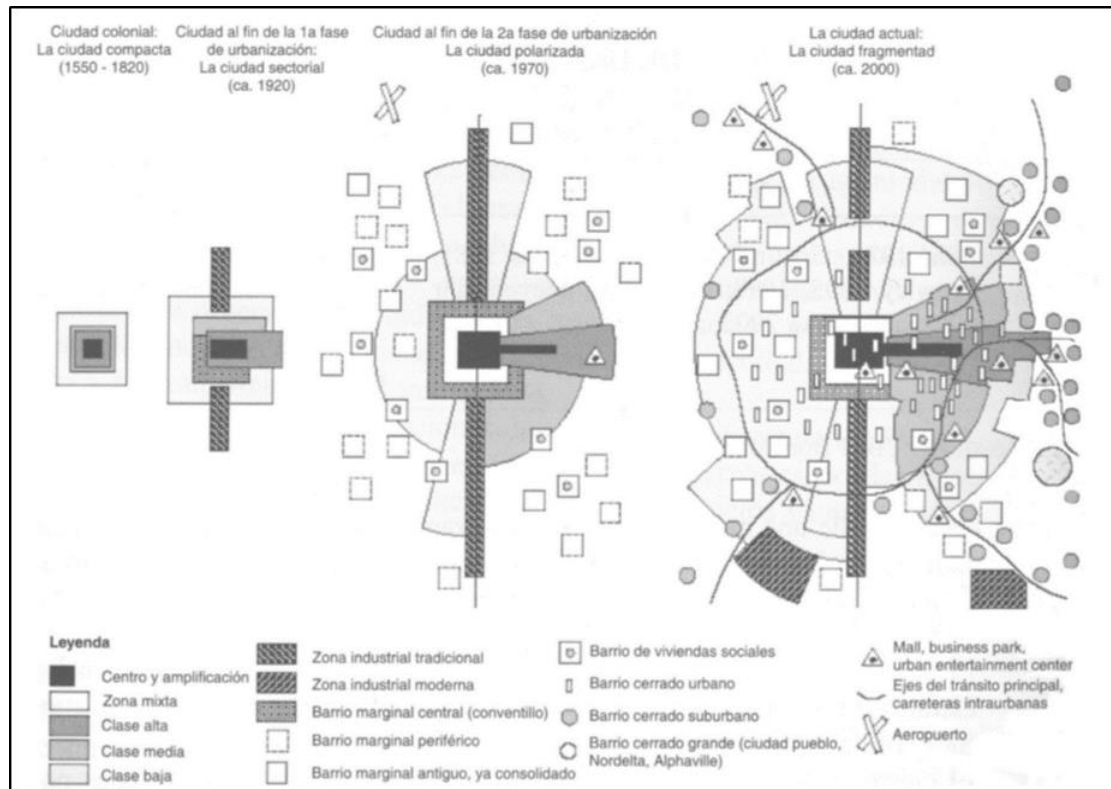 Ciudad colonial:
La ciudad compacta
(1550 - 1820)
Ciudad al fin de la 1a fase
de urbanización:
La ciudad sectorial
(ca. 1920)
Ciudad al fin de la 2a fase de urbanización
La ciudad polarizada
(ca. 1970)
La ciudad actual:
La ciudad fragmentad
(ca. 2000)
Leyenda
Centro y amplificación
Zona mixta
Clase alta
Clase media
Clase baja
Zona industrial tradicional
Zona industrial moderna
Barrio marginal central (conventillo)
Barrio marginal periférico
Barrio marginal antiguo, ya consolidado
Barrio de viviendas sociales
Barrio cerrado urbano
Barrio cerrado suburbano
Barrio cerrado grande (ciudad pueblo,
Nordelta, Alphaville)
Mall, business park,
urban entertainment center
Ejes del tránsito principal,
carreteras intraurbanas
Aeropuerto